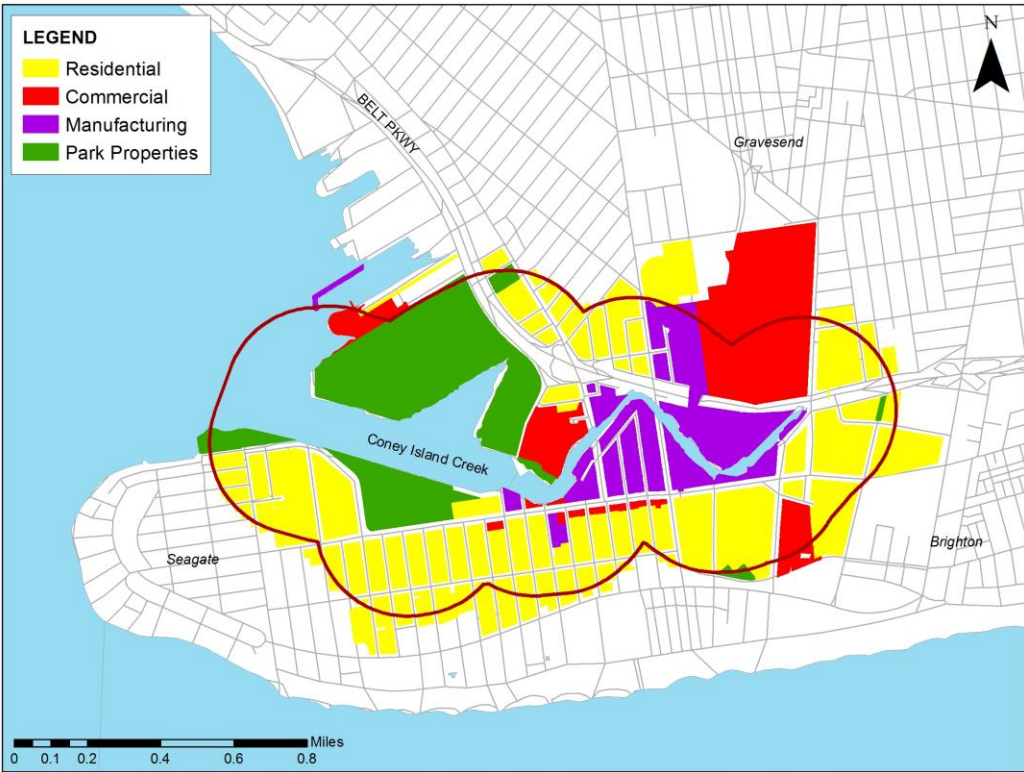 LEGEND
Residential
Commercial
Manufacturing
Park Properties
N
BELT PKWY
Gravesend
Coney Island Creek
Seagate
Brighton
Miles
0 0.1 0.2 0.4 0.6 0.8